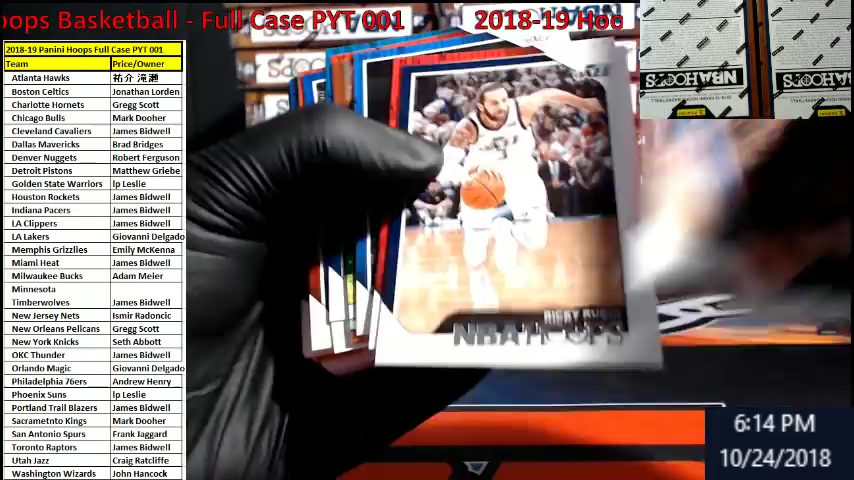 oops Basketball - Full Case PYT 001 2018-19 Hoo
2018-19 Panini Hoops Full Case PYT 001
Team Price/Owner
Atlanta Hawks
Boston Celtics Jonathan Lorden
Charlotte Hornets Gregg Scott
Chicago Bulls Mark Dooher
Cleveland Cavaliers James Bidwell
Dallas Mavericks Brad Bridges
Denver Nuggets Robert Ferguson
Detroit Pistons Matthew Griebe
Golden State Warriors lp Leslie
Houston Rockets James Bidwell
Indiana Pacers James Bidwell
LA Clippers James Bidwell
LA Lakers Giovanni Delgado
Memphis Grizzlies Emily McKenna
Miami Heat James Bidwell
Milwaukee Bucks Adam Meier
Minnesota
Timberwolves James Bidwell
New Jersey Nets Ismir Radoncic
New Orleans Pelicans Gregg Scott
New York Knicks Seth Abbott
OKC Thunder James Bidwell
Orlando Magic Giovanni Delgado
Philadelphia 76ers Andrew Henry
Phoenix Suns lp Leslie
Portland Trail Blazers James Bidwell
Sacrametnto Kings Mark Dooher
San Antonio Spurs Frank Jaggard
Toronto Raptors James Bidwell
Utah Jazz Craig Ratcliffe
Washington Wizards John Hancock
NBA HOOPS
NBA HOOPS
RICKY RUBIO
NBA HOOPS
6:14 PM
10/24/2018